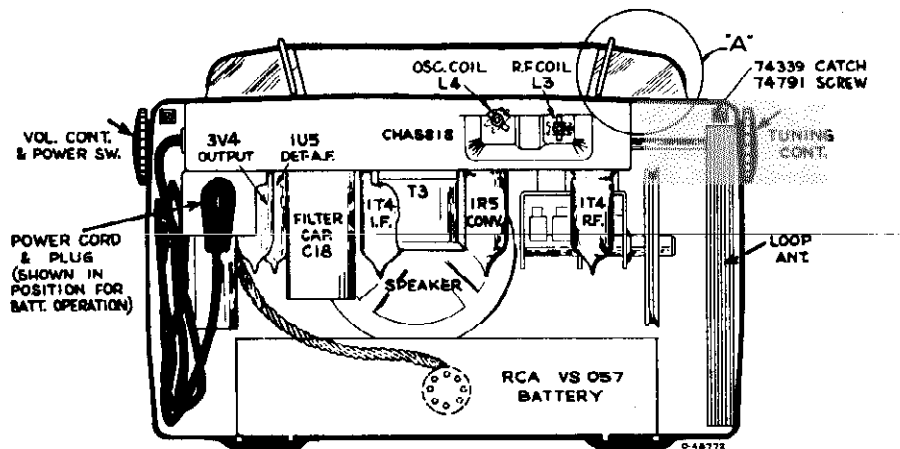 "A"
OSC. COIL
L4
R.F. COIL
L3
74339 CATCH
74791 SCREW
VOL. CONT.
& POWER SW.
3V4
OUTPUT
1U5
DET-A.F.
CHASSIS
TUNING
CONT.
FILTER
CAP.
C18
1T4
I.F.
T3
1R5
CONV.
1T4
R.F.
POWER CORD
& PLUG
(SHOWN IN
POSITION FOR
BATT. OPERATION)
SPEAKER
LOOP
ANT.
RCA VS 057
BATTERY
0-48772